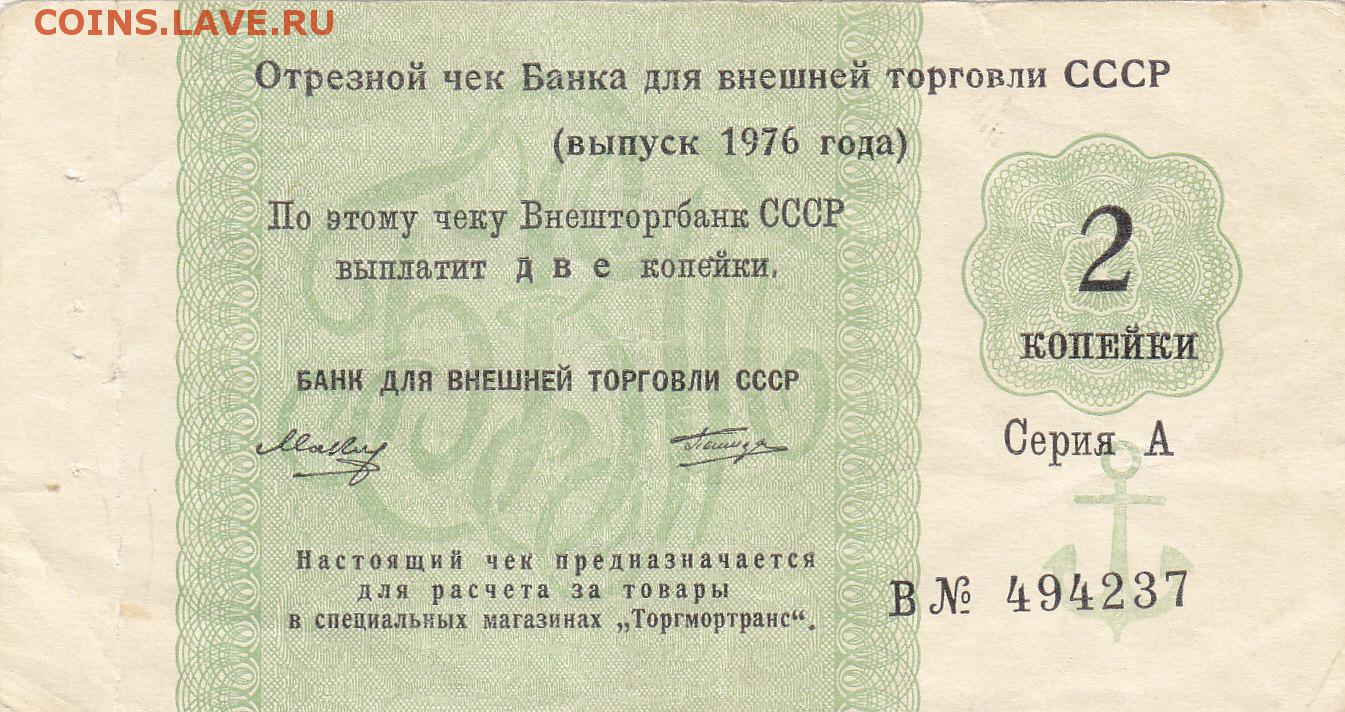 COINS.LAVE.RU
Отрезной чек Банка для внешней торговли СССР
(выпуск 1976 года)
По этому чеку Внешторгбанк СССР
выплатит две копейки.
2
КОПЕЙКИ
БАНК ДЛЯ ВНЕШНЕЙ ТОРГОВЛИ СССР
Серия А
Настоящий чек предназначается
для расчета за товары
в специальных магазинах „Торгмортранс“.
В № 494237